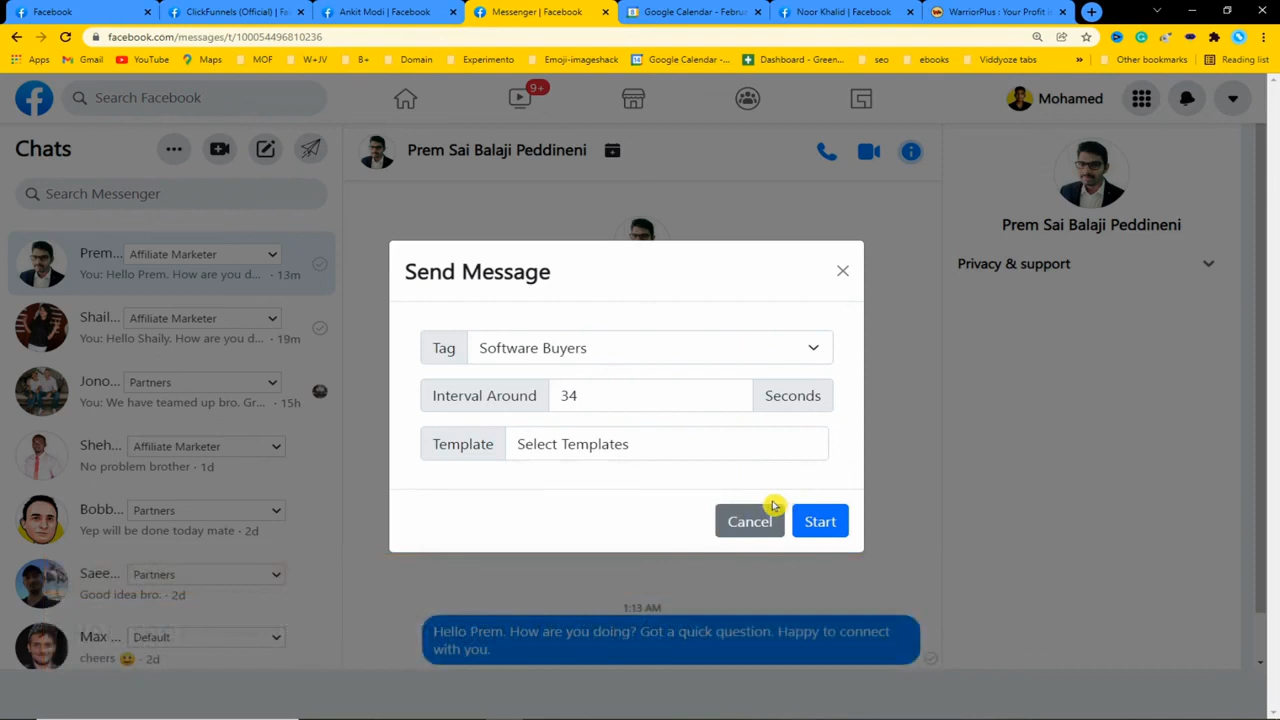 Facebook
ClickFunnels (Official) | Fa
Ankit Modi | Facebook
Messenger | Facebook
Google Calendar - Februa
Noor Khalid | Facebook
WarriorPlus : Your Profit i
facebook.com/messages/t/100054496810236
Apps
Gmail
YouTube
Maps
MOF
W+JV
B+
Domain
Experimento
Emoji-imageshack
Google Calendar -...
Dashboard - Green...
seo
ebooks
Viddyoze tabs
»
Other bookmarks
Reading list
Search Facebook
9+
Mohamed
Chats
Search Messenger
Prem... Affiliate Marketer
You: Hello Prem. How are you d... · 13m
Shail... Affiliate Marketer
You: Hello Shaily. How are you d... · 19m
Jono... Partners
You: We have teamed up bro. Gr... · 15h
Sheh... Affiliate Marketer
No problem brother · 1d
Bobb... Partners
Yep will be done today mate · 2d
Saee... Partners
Good idea bro. · 2d
Max ... Default
cheers 😀 · 2d
Prem Sai Balaji Peddineni
Send Message
Tag Software Buyers
Interval Around 34 Seconds
Template Select Templates
Cancel Start
1:13 AM
Hello Prem. How are you doing? Got a quick question. Happy to connect
with you.
Prem Sai Balaji Peddineni
Privacy & support